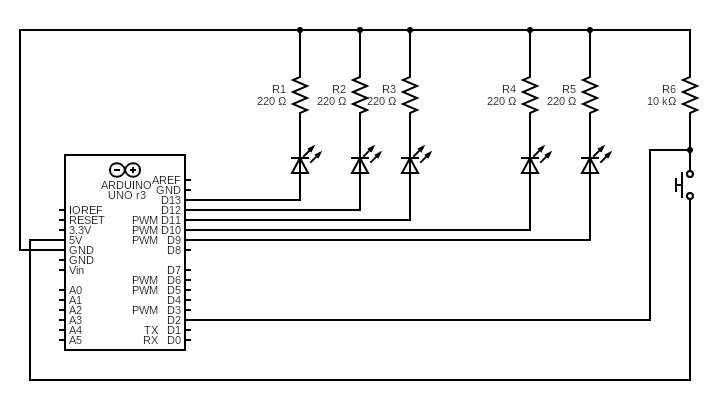 R1
220 Ω
R2
220 Ω
R3
220 Ω
R4
220 Ω
R5
220 Ω
R6
10 kΩ
ARDUINO
UNO r3
AREF
GND
D13
D12
PWM D11
PWM D10
PWM D9
D8
D7
PWM D6
PWM D5
D4
PWM D3
D2
TX D1
RX D0
IOREF
RESET
3.3V
5V
GND
GND
Vin
A0
A1
A2
A3
A4
A5